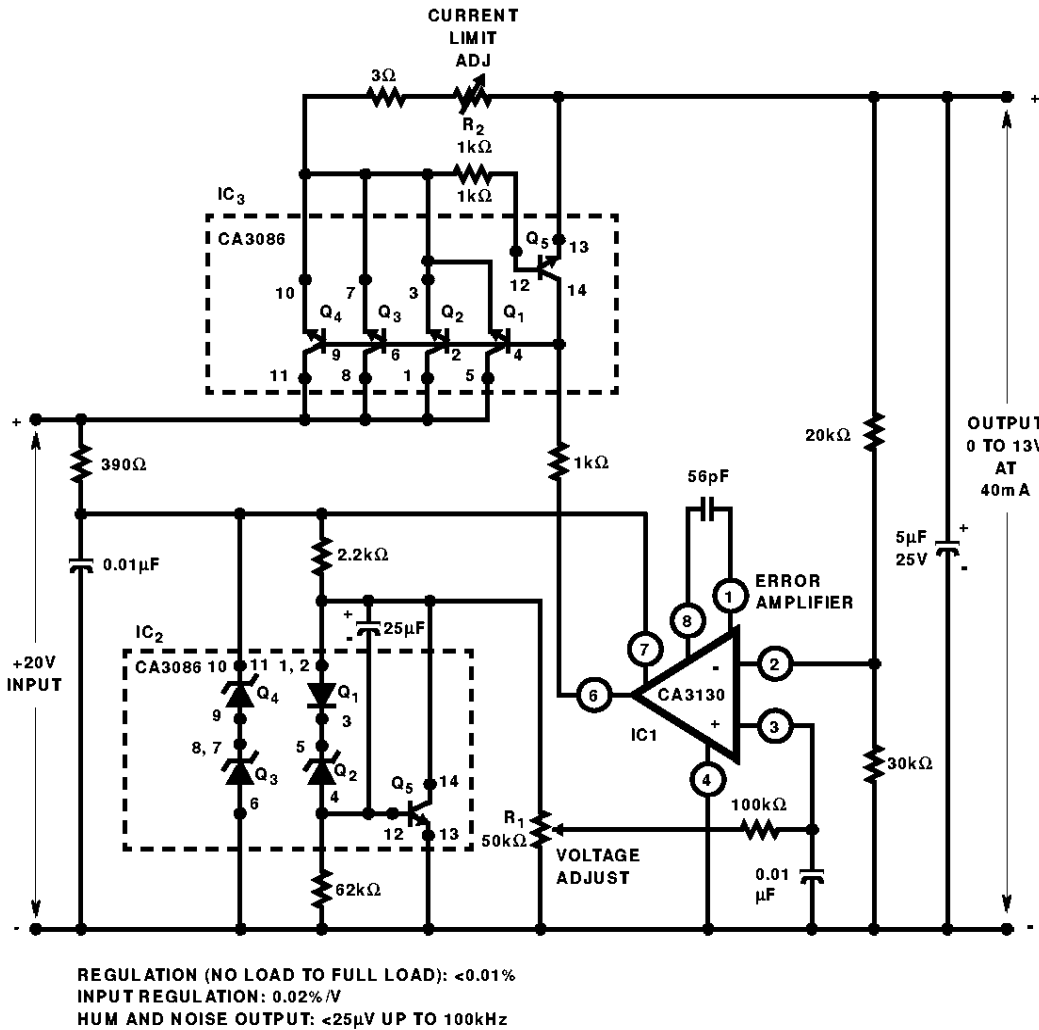 CURRENT
LIMIT
ADJ
3Ω
R2
1kΩ
1kΩ
+
IC3
CA3086
Q5
13
12
14
10
7
3
Q4
Q3
Q2
Q1
9
6
2
4
11
8
1
5
+
390Ω
1kΩ
20kΩ
OUTPUT
0 TO 13V
AT
40mA
56pF
0.01µF
2.2kΩ
5µF
25V
+
-
ERROR
AMPLIFIER
1
8
7
+
-
25µF
IC2
CA3086
10
11
1, 2
+20V
INPUT
Q4
Q1
9
3
6
CA3130
-
2
8, 7
5
IC1
+
3
Q3
Q2
4
Q5
14
6
4
12
13
30kΩ
R1
50kΩ
100kΩ
VOLTAGE
ADJUST
62kΩ
0.01
µF
-
-
REGULATION (NO LOAD TO FULL LOAD): <0.01%
INPUT REGULATION: 0.02%/V
HUM AND NOISE OUTPUT: <25µV UP TO 100kHz